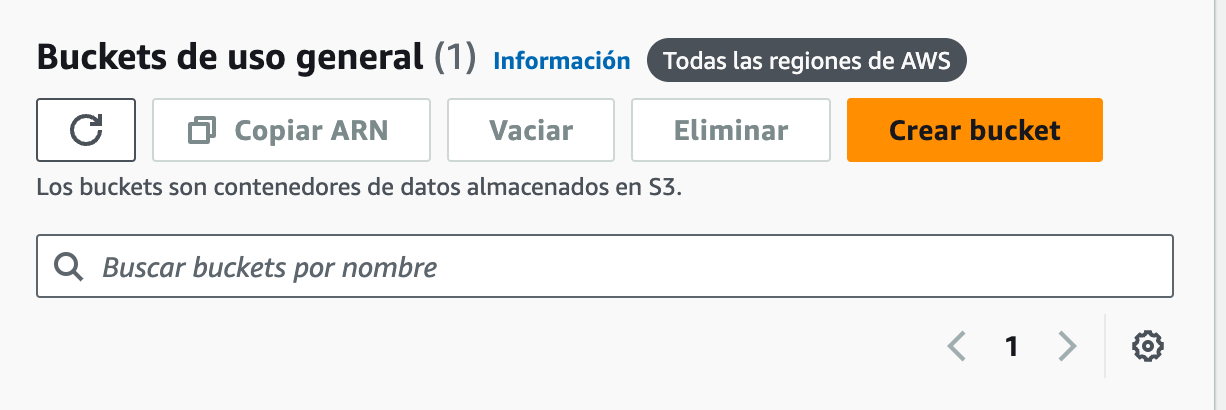 Buckets de uso general (1) Información Todas las regiones de AWS
Copiar ARN Vaciar Eliminar Crear bucket
Los buckets son contenedores de datos almacenados en S3.
Buscar buckets por nombre
1